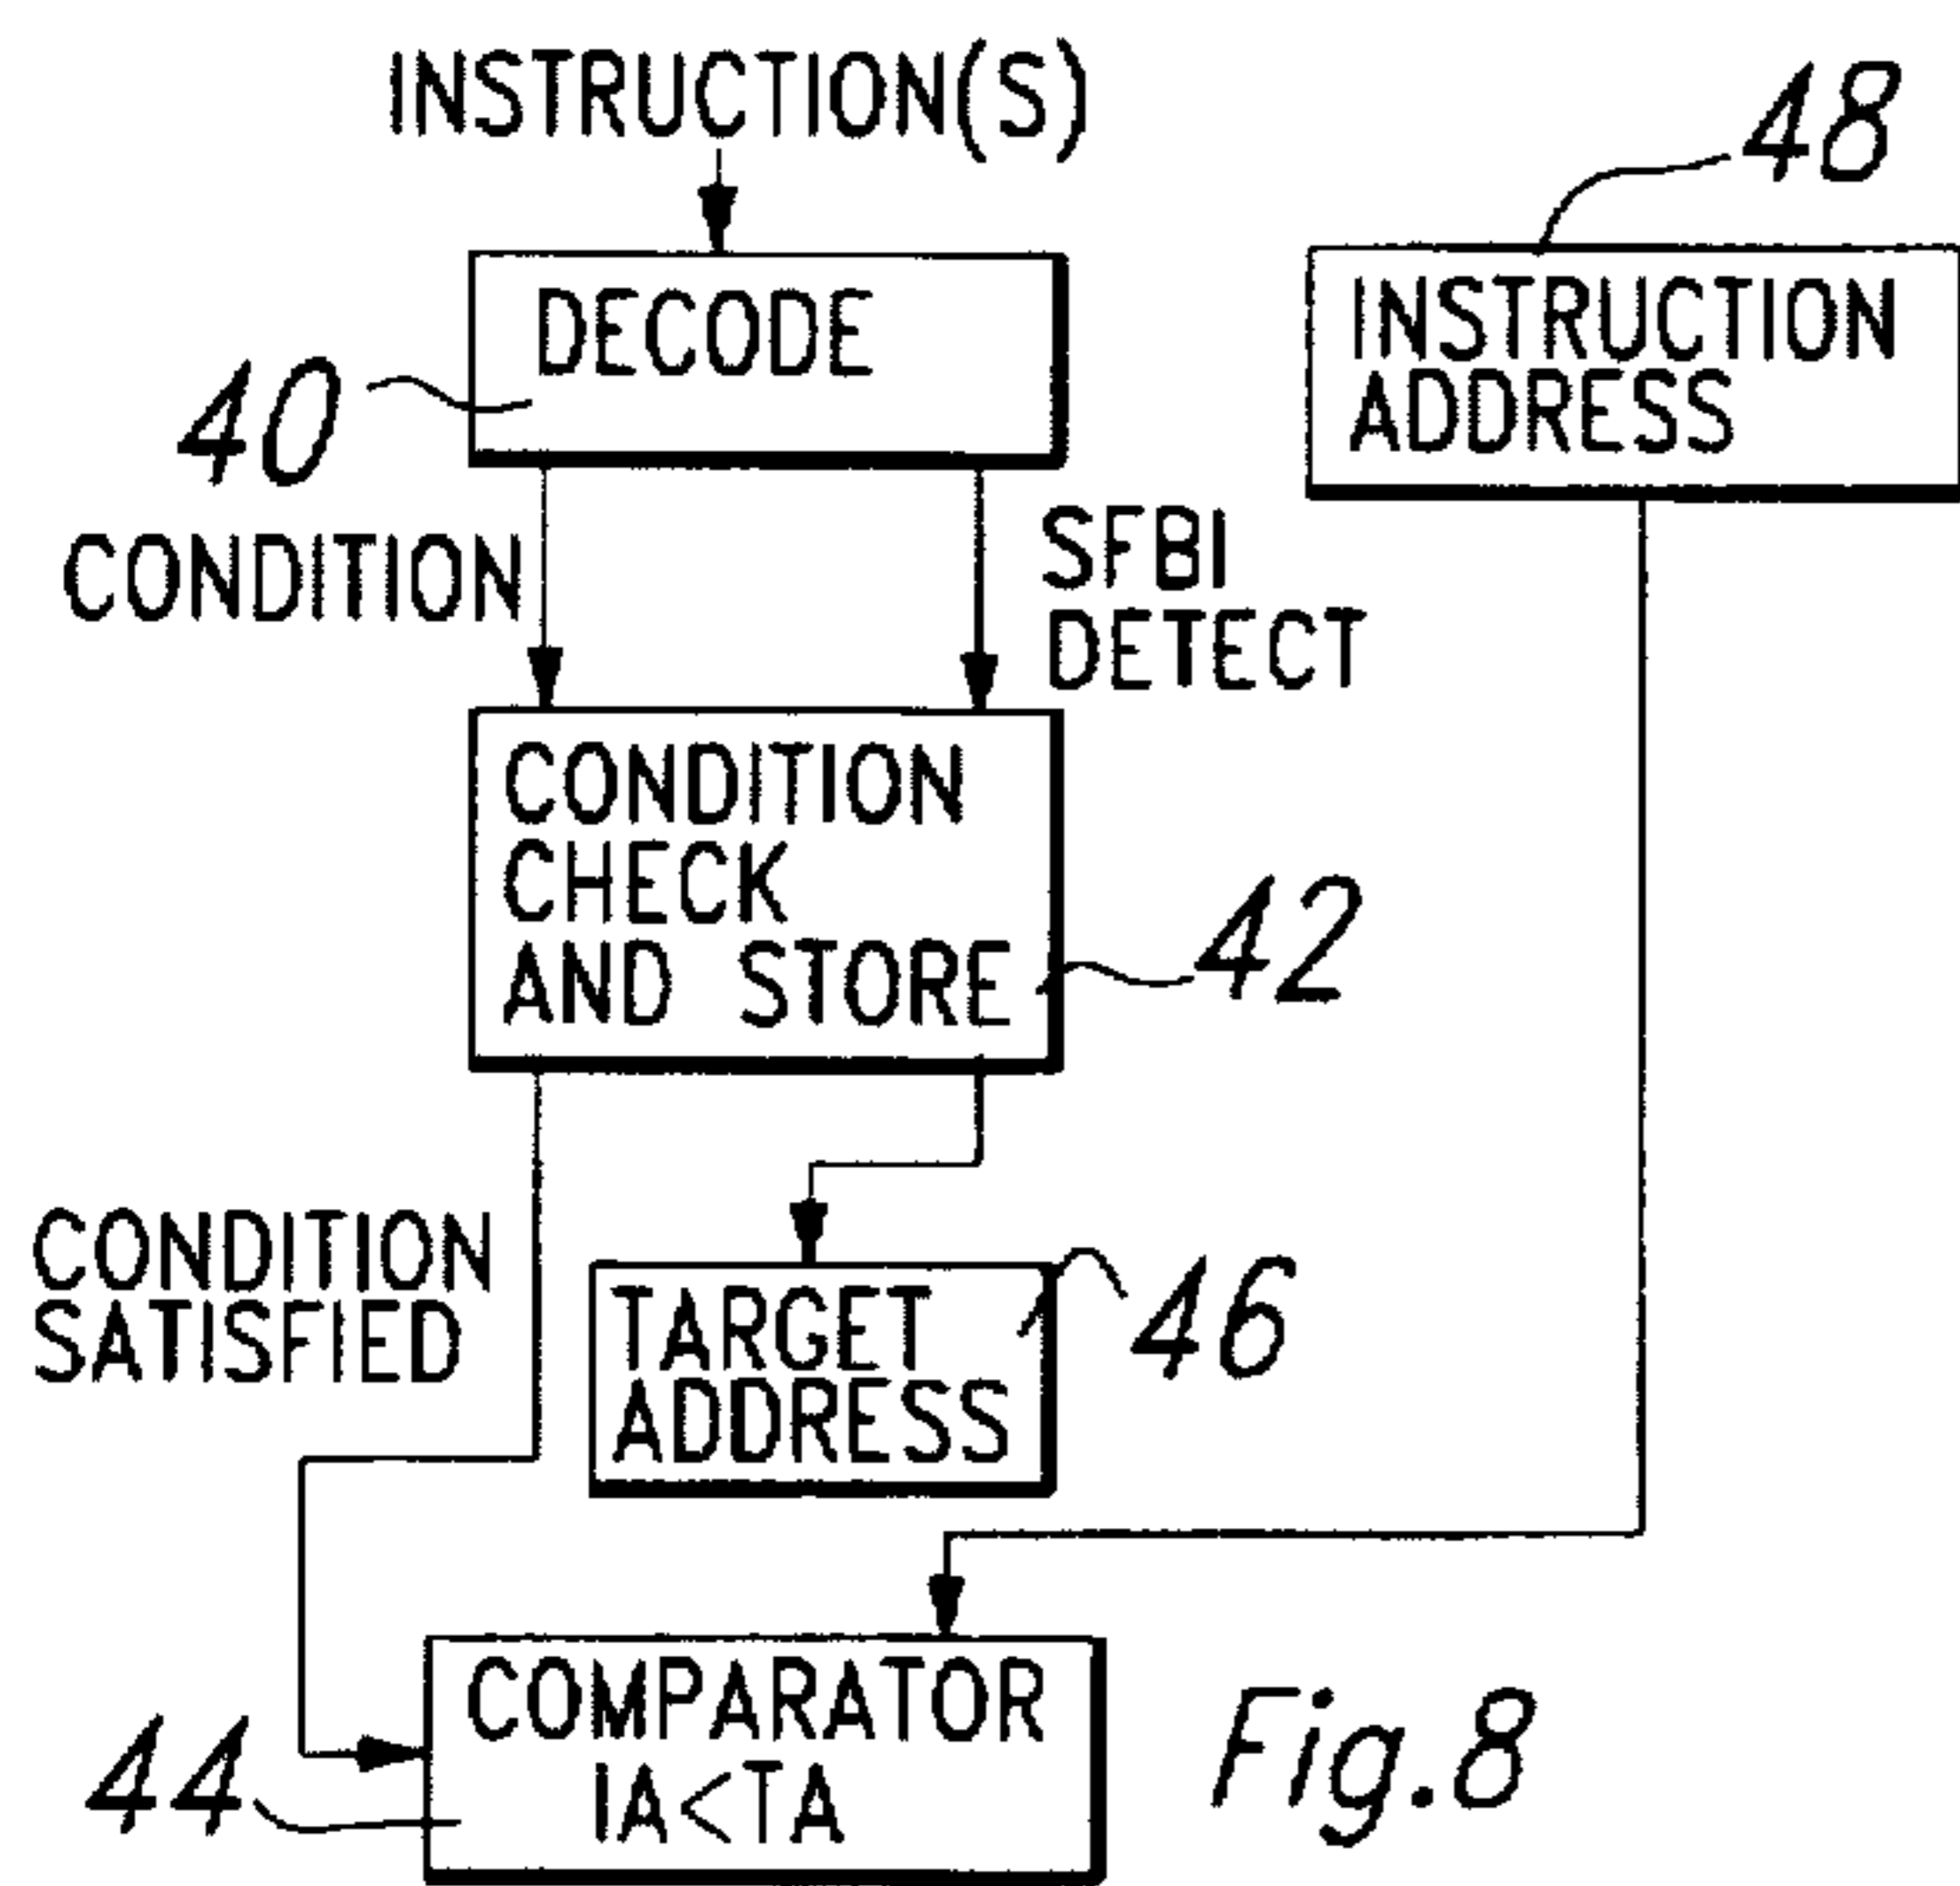 INSTRUCTION(S)
48
DECODE
INSTRUCTION
ADDRESS
40
CONDITION
SFBI
DETECT
CONDITION
CHECK
AND STORE
42
CONDITION
SATISFIED
TARGET
ADDRESS
46
COMPARATOR
IA<TA
44
Fig.8